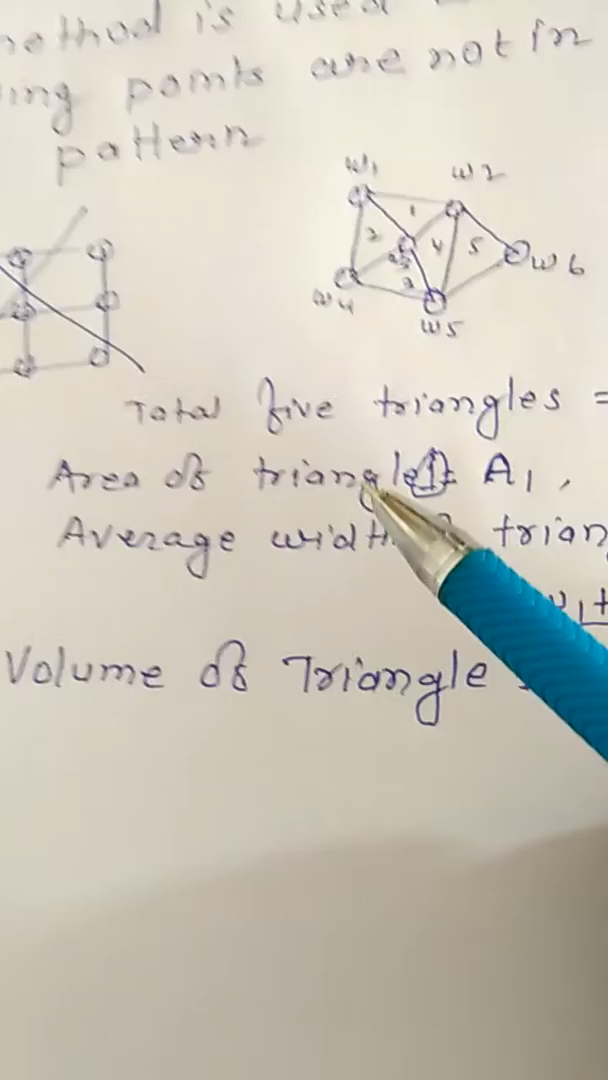 method is used
ing points are not in
pattern
w1
w2
1
2
4
5
w6
3
w4
w5
Total five triangles =
Area of triangle 1 A1,
Average width trian
Volume of Triangle